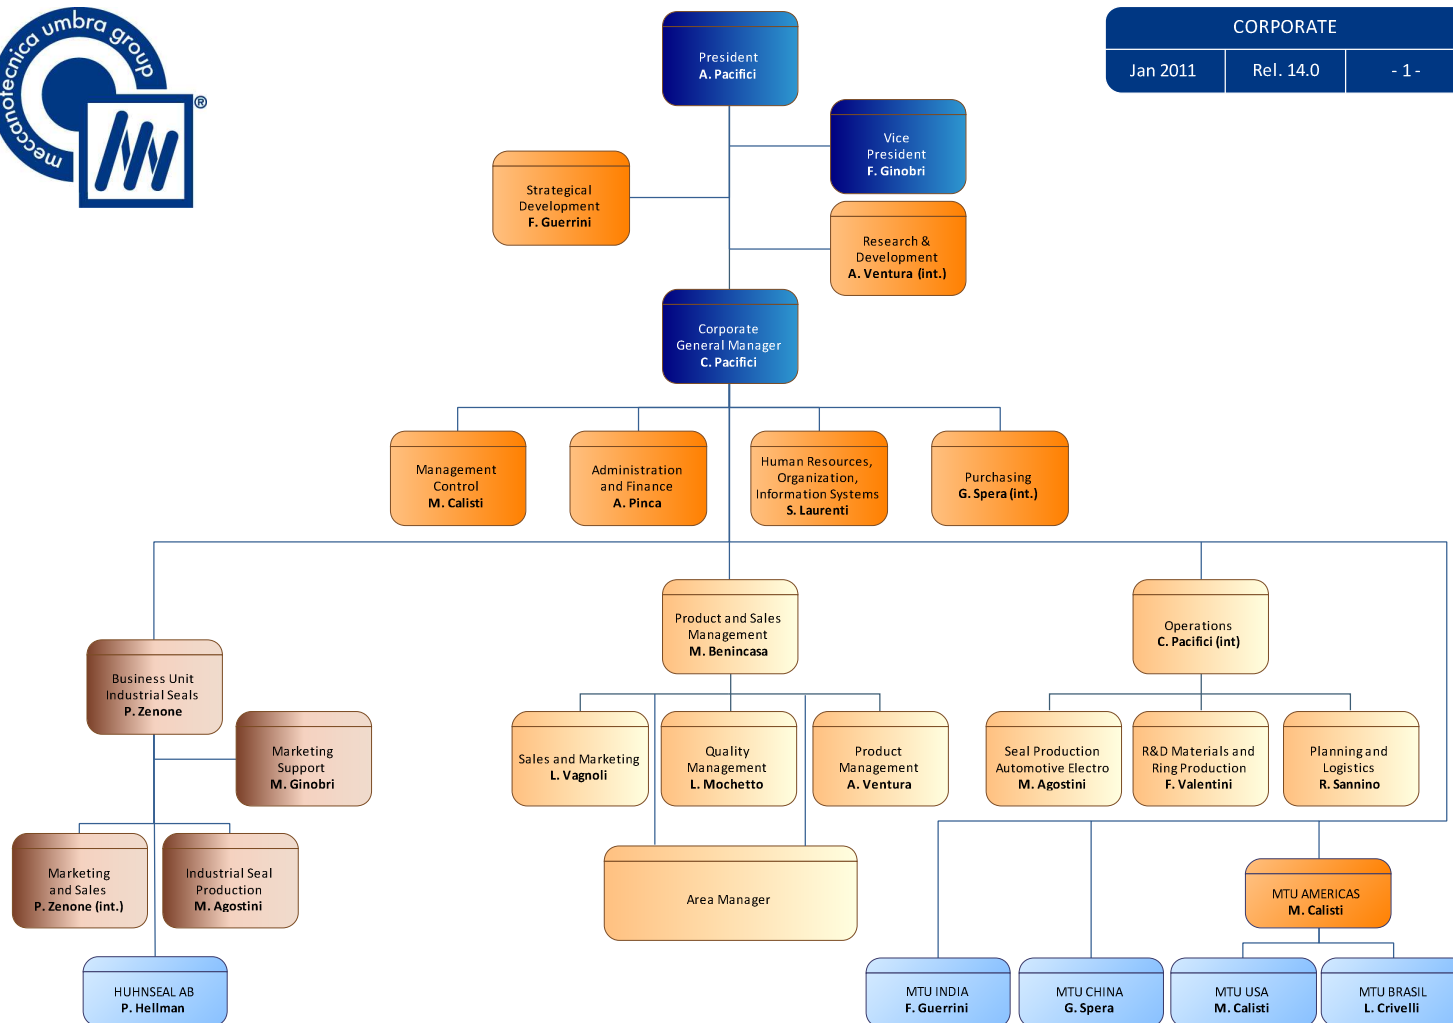 meccanotecnica umbra group
®
CORPORATE
Jan 2011
Rel. 14.0
- 1 -
President
A. Pacifici
Vice
President
F. Ginobri
Strategical
Development
F. Guerrini
Research &
Development
A. Ventura (int.)
Corporate
General Manager
C. Pacifici
Management
Control
M. Calisti
Administration
and Finance
A. Pinca
Human Resources,
Organization,
Information Systems
S. Laurenti
Purchasing
G. Spera (int.)
Product and Sales
Management
M. Benincasa
Operations
C. Pacifici (int)
Business Unit
Industrial Seals
P. Zenone
Marketing
Support
M. Ginobri
Sales and Marketing
L. Vagnoli
Quality
Management
L. Mochetto
Product
Management
A. Ventura
Seal Production
Automotive Electro
M. Agostini
R&D Materials and
Ring Production
F. Valentini
Planning and
Logistics
R. Sannino
Marketing
and Sales
P. Zenone (int.)
Industrial Seal
Production
M. Agostini
Area Manager
MTU AMERICAS
M. Calisti
HUHNSEAL AB
P. Hellman
MTU INDIA
F. Guerrini
MTU CHINA
G. Spera
MTU USA
M. Calisti
MTU BRASIL
L. Crivelli